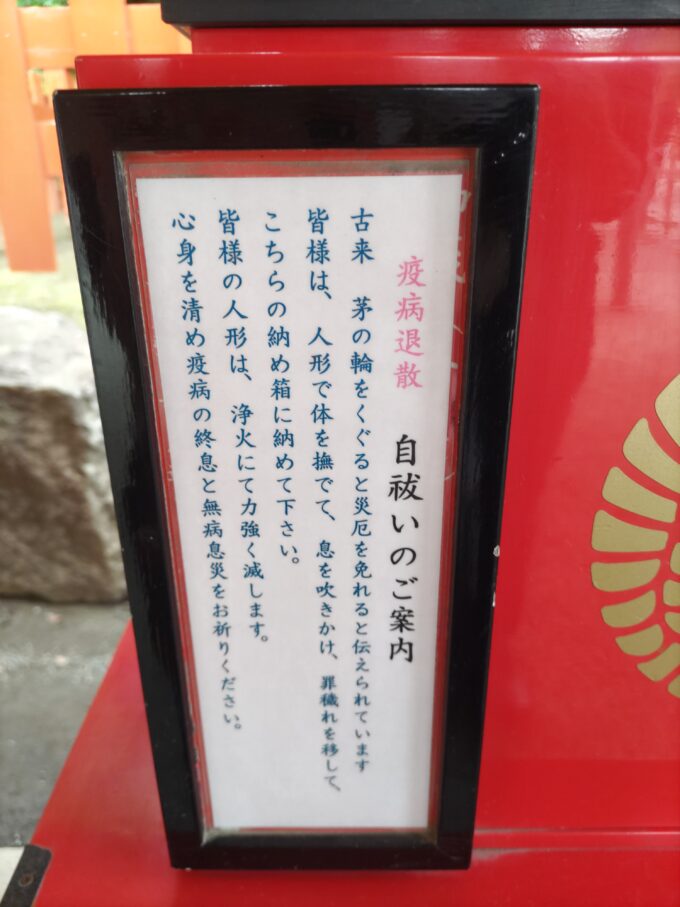 疫病退散　自祓いのご案内
古来　茅の輪をくぐると災厄を免れると伝えられています
皆様は、人形で体を撫でて、息を吹きかけ、罪穢れを移して、
こちらの納め箱に納めて下さい。
皆様の人形は、浄火にて力強く滅します。
心身を清め疫病の終息と無病息災をお祈りください。